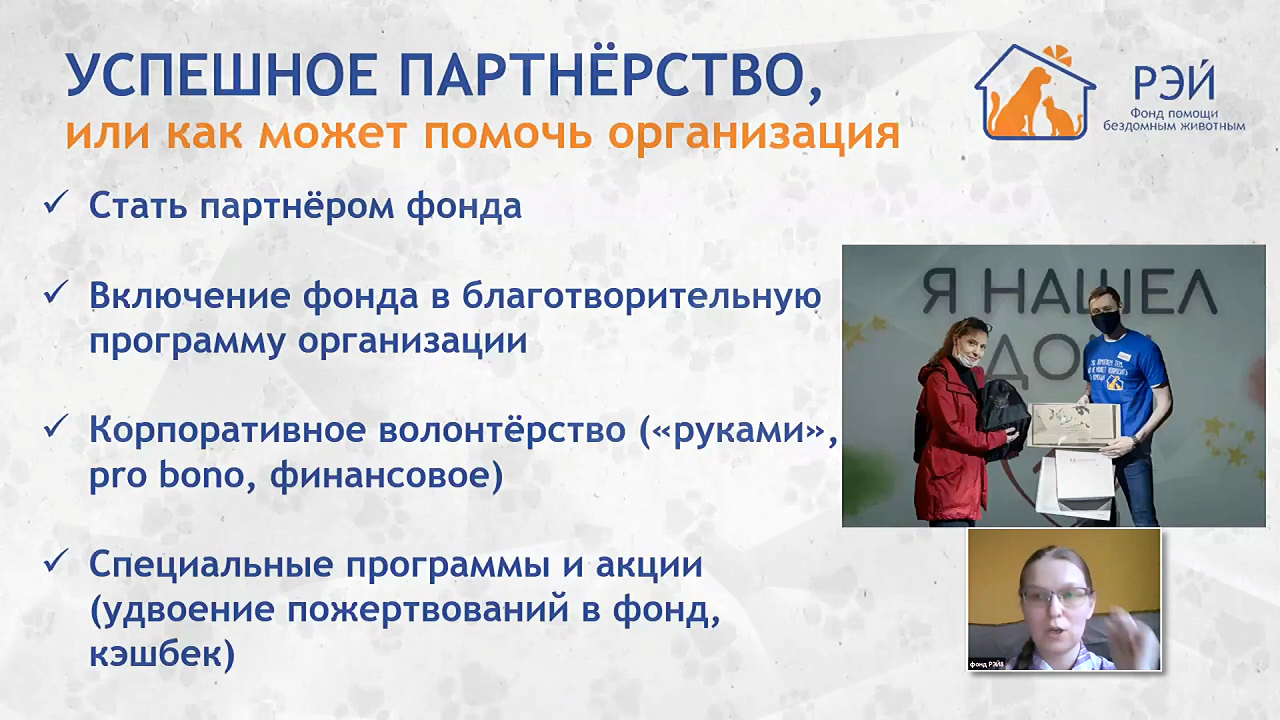 УСПЕШНОЕ ПАРТНЁРСТВО,
или как может помочь организация
РЭЙ
Фонд помощи
бездомным животным
✓ Стать партнёром фонда
✓ Включение фонда в благотворительную
программу организации
✓ Корпоративное волонтёрство («руками»,
pro bono, финансовое)
✓ Специальные программы и акции
(удвоение пожертвований в фонд,
кэшбек)
Я НАШЕЛ
фонд РЭЙ